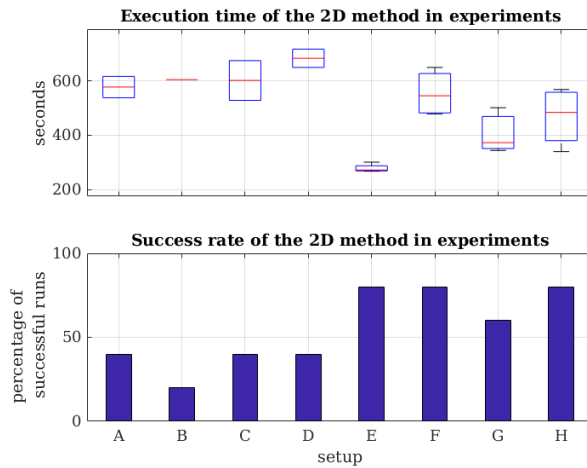 Execution time of the 2D method in experiments
seconds
600
400
200
Success rate of the 2D method in experiments
percentage of
successful runs
100
50
0
A B C D E F G H
setup